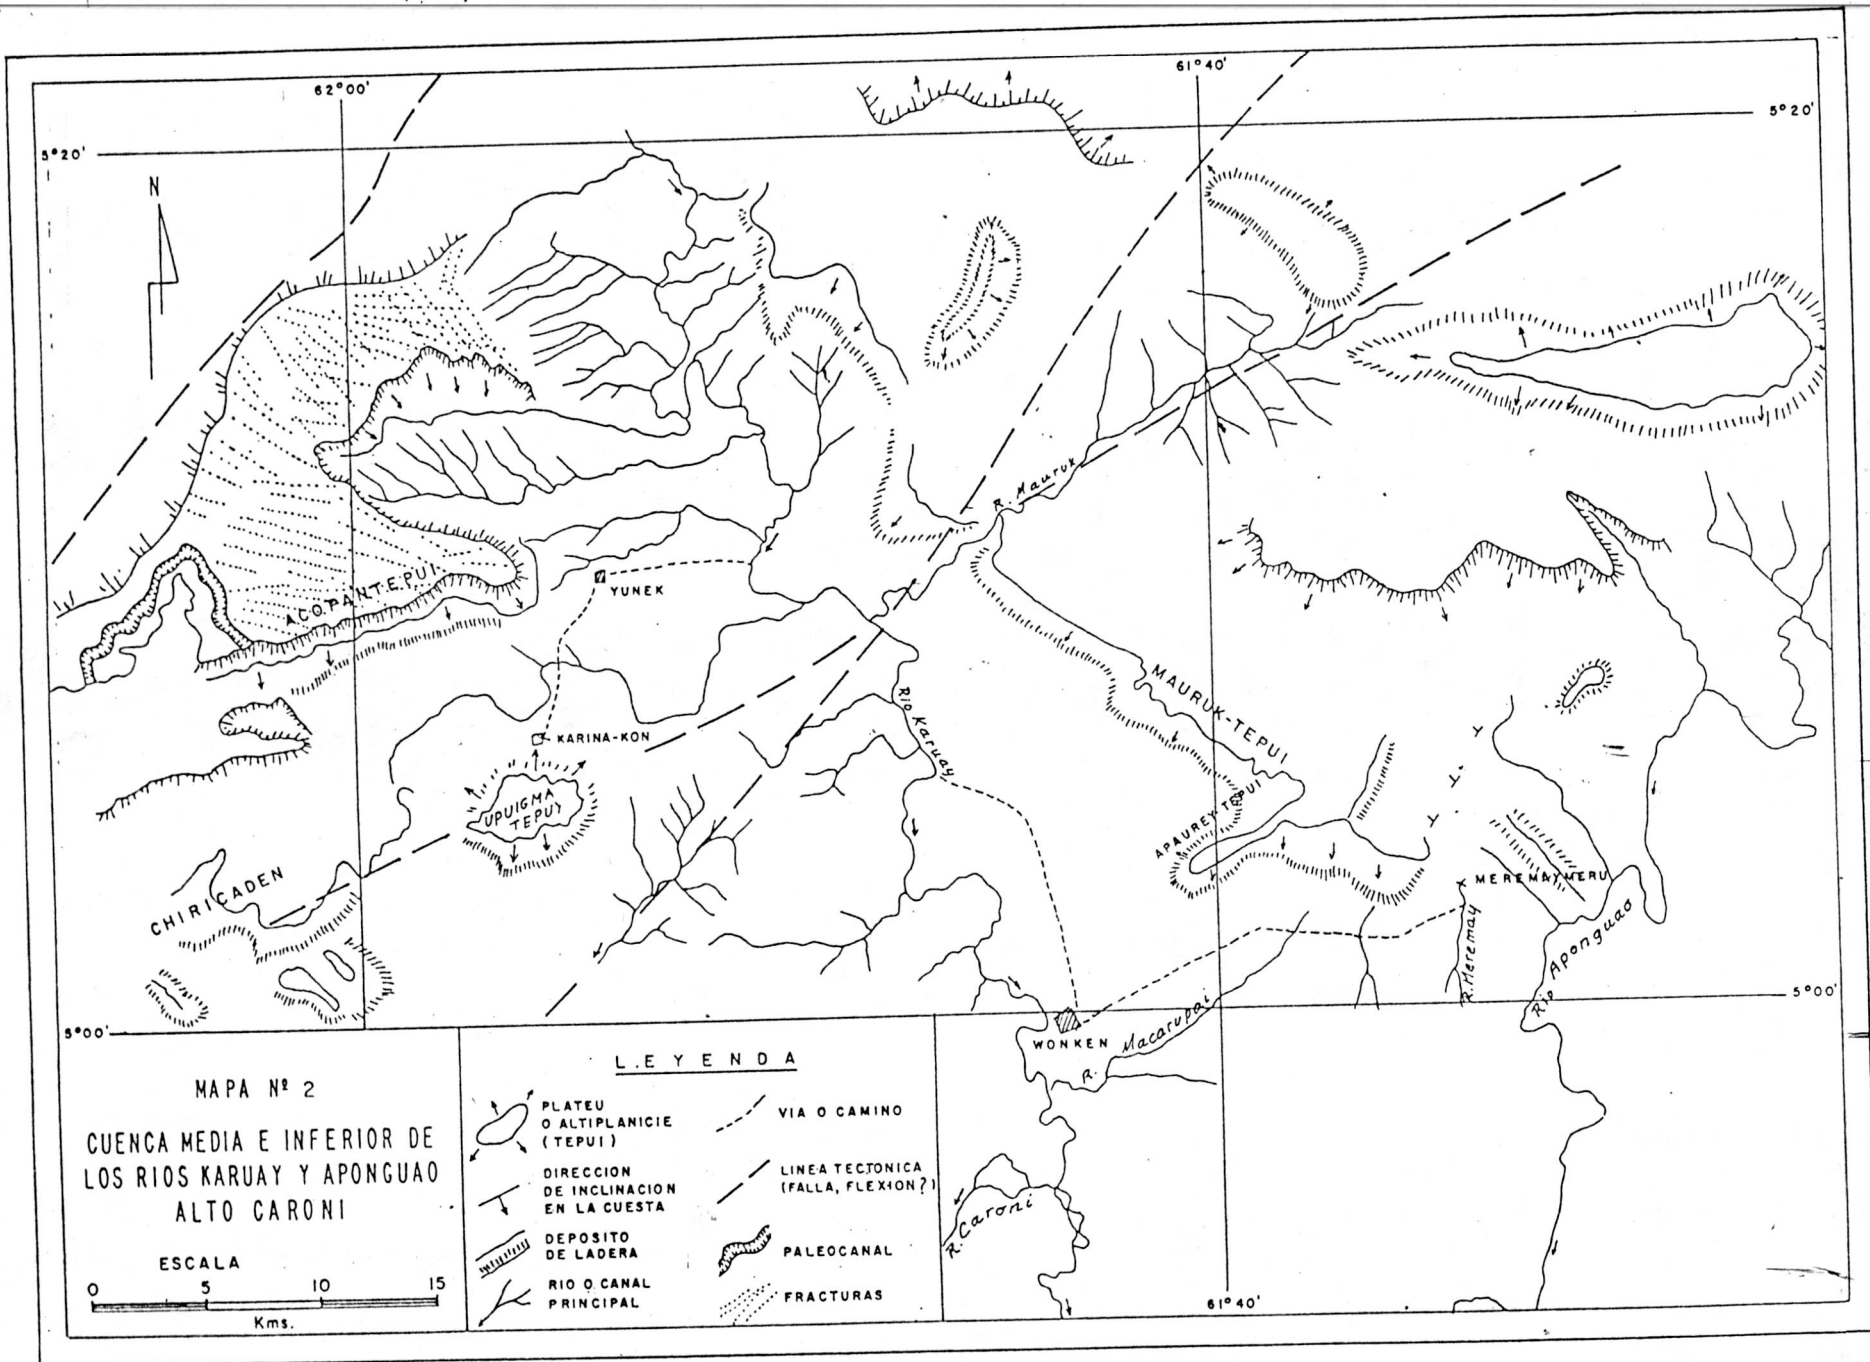 62°00'
61°40'
5°20'
5°20'
N
R. Mauruk
ACOPANTEPUI
YUNEK
MAURUK-TEPUI
Rio Karuay
KARINA-KON
UPUIGMA
TEPUY
APAUREY TEPUI
CHIRICADEN
MEREMAYMERU
R. Meremay
Rio Aponguao
5°00'
5°00'
WONKEN
R. Macarupai
R. Caroni
61°40'
MAPA Nº 2
CUENCA MEDIA E INFERIOR DE
LOS RIOS KARUAY Y APONGUAO
ALTO CARONI
ESCALA
0 5 10 15
Kms.
L.EYENDA
PLATEU
O ALTIPLANICIE
(TEPUI)
DIRECCION
DE INCLINACION
EN LA CUESTA
DEPOSITO
DE LADERA
RIO O CANAL
PRINCIPAL
VIA O CAMINO
LINEA TECTONICA
(FALLA, FLEXION?)
PALEOCANAL
FRACTURAS